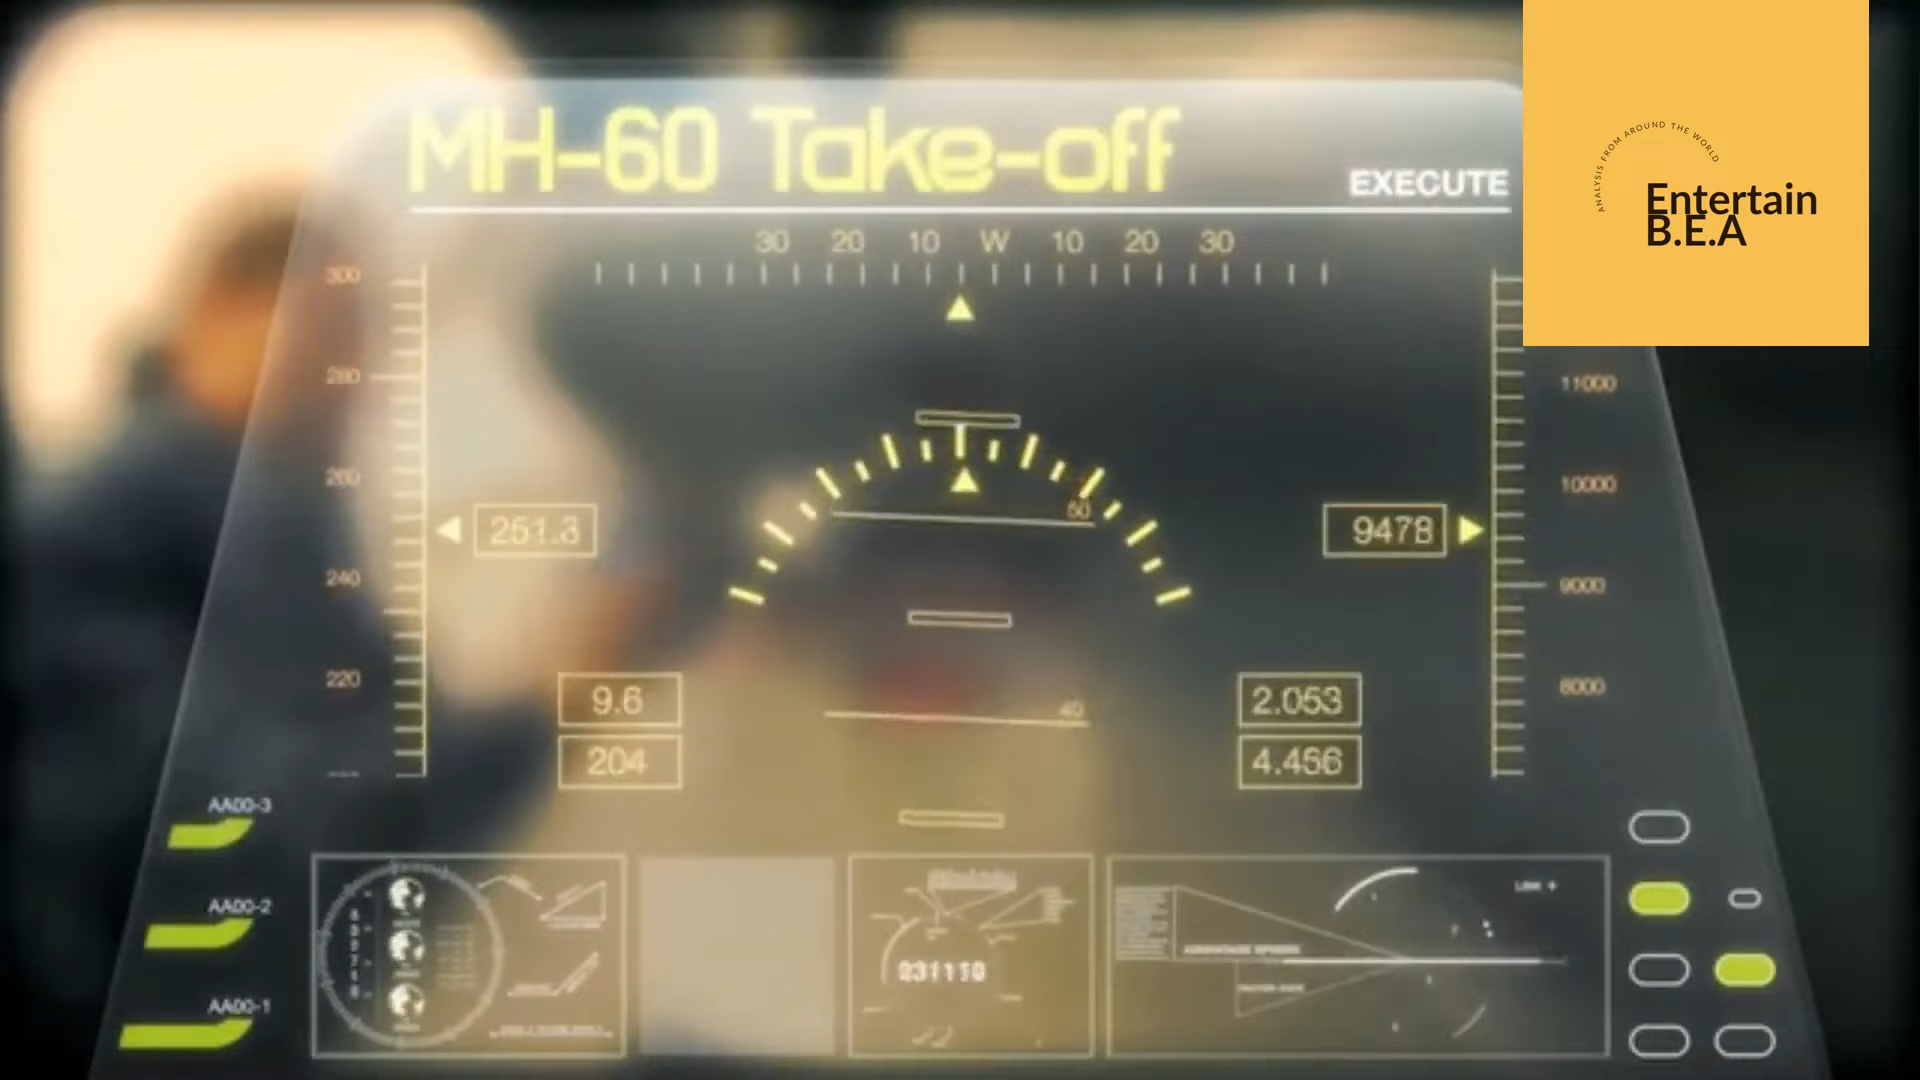 MH-60 Take-off
EXECUTE
ANALYSIS FROM AROUND THE WORLD
Entertain
B.E.A
30 20 10 W 10 20 30
300
280
260
240
220
251.3
9478
11000
10000
9000
8000
50
40
9.6
204
2.053
4.456
AA00-3
AA00-2
AA00-1
231110
LINK